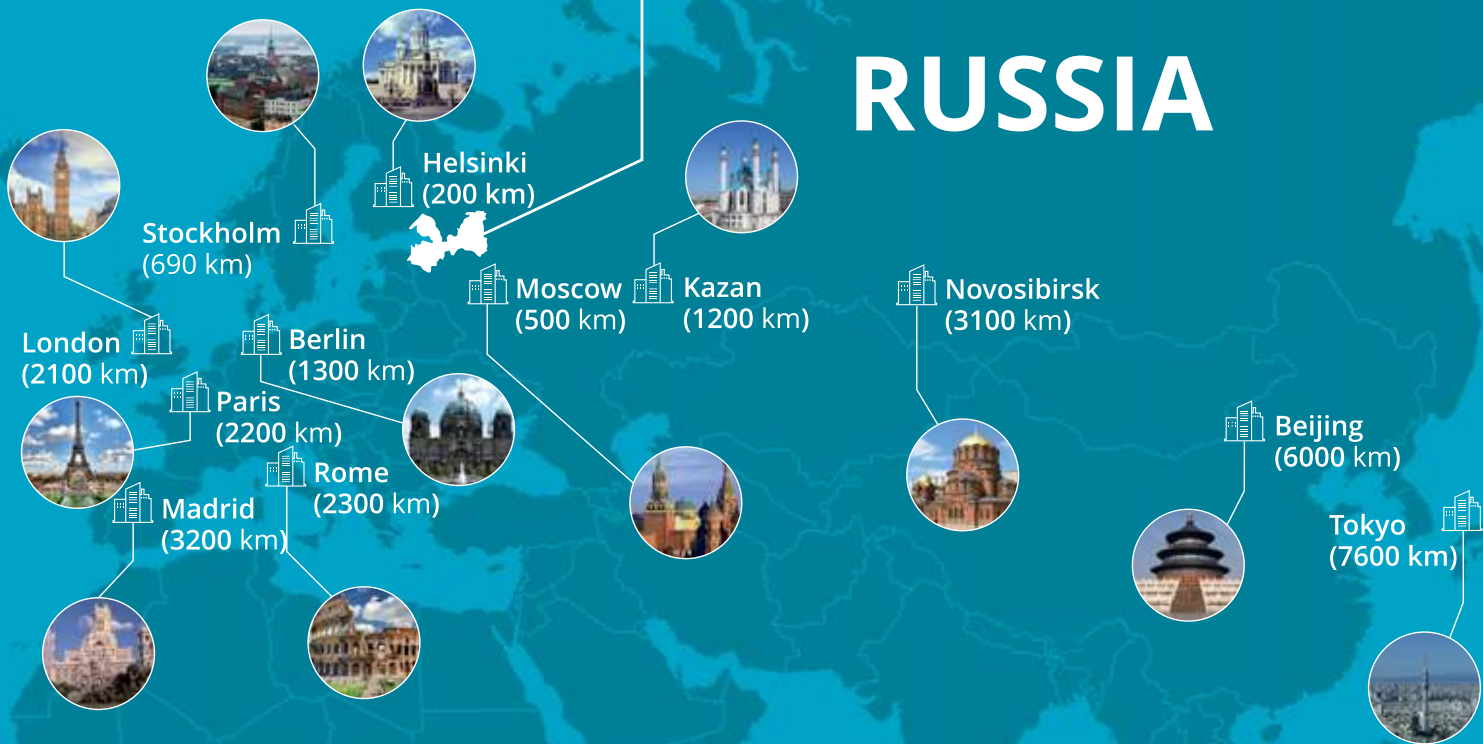 RUSSIA
Helsinki
(200 km)
Stockholm
(690 km)
Moscow
(500 km)
Kazan
(1200 km)
Novosibirsk
(3100 km)
London
(2100 km)
Berlin
(1300 km)
Paris
(2200 km)
Rome
(2300 km)
Madrid
(3200 km)
Beijing
(6000 km)
Tokyo
(7600 km)